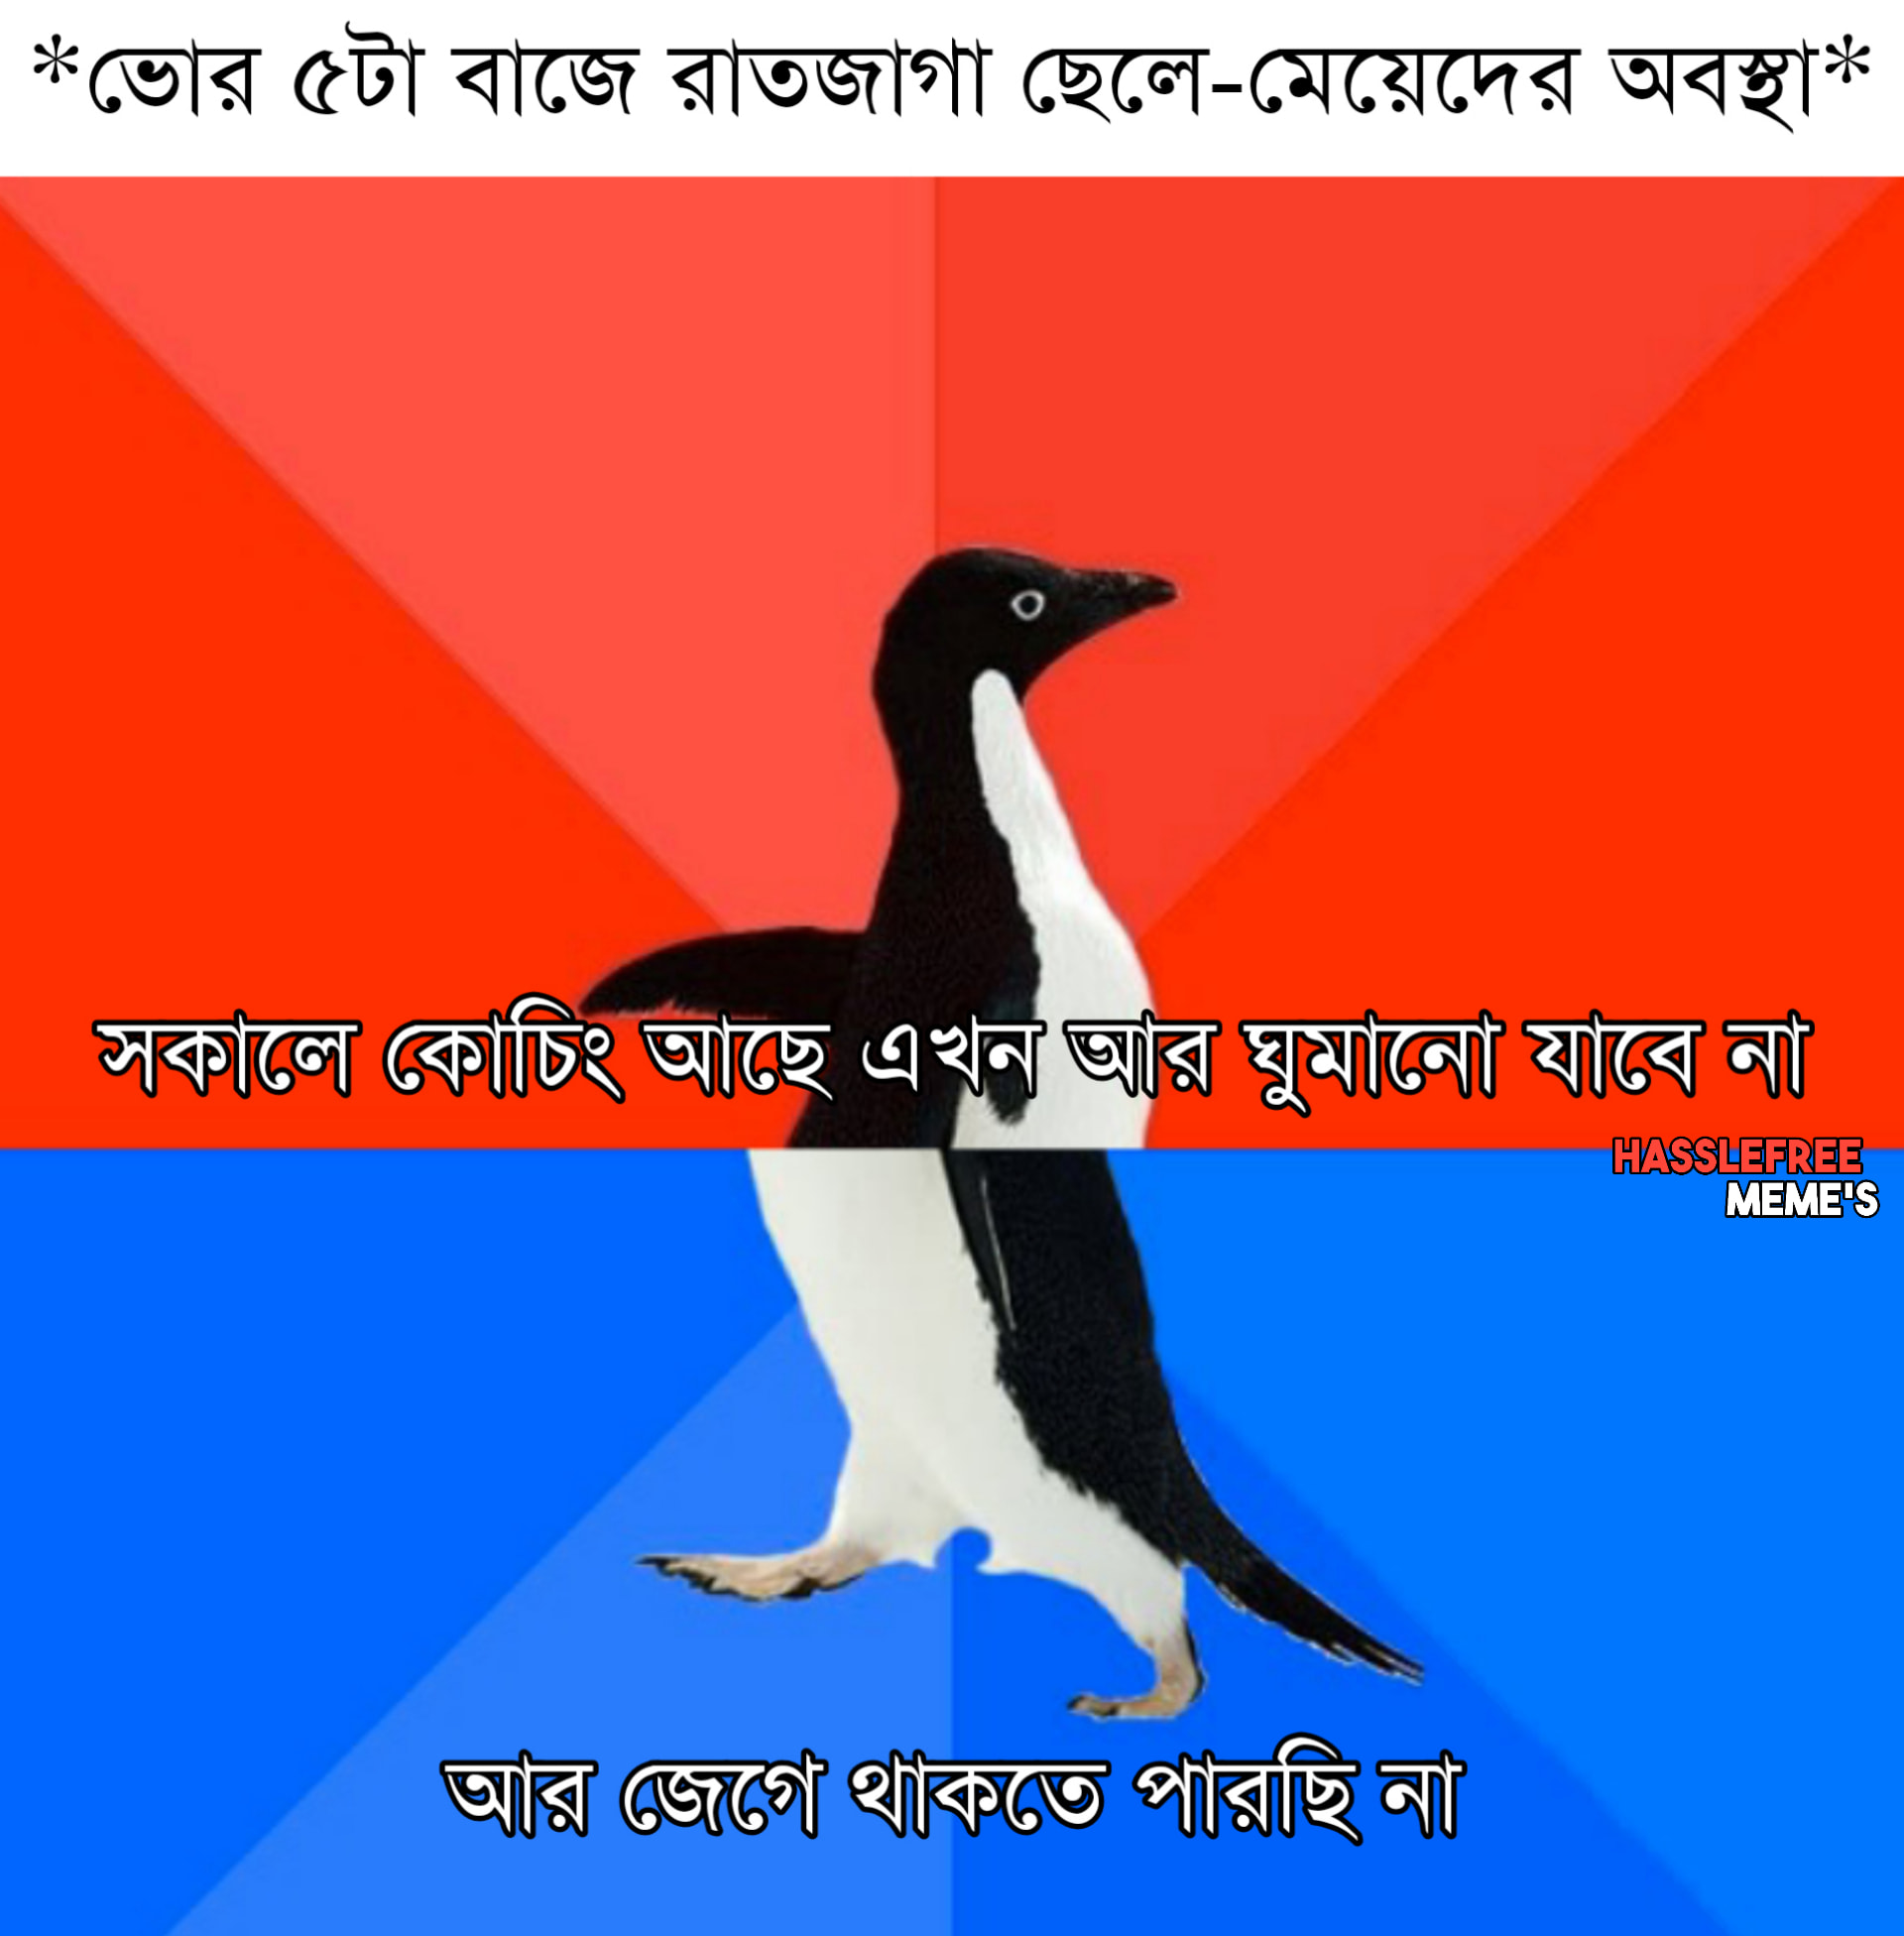 *ভোর ৫টা বাজে রাতজাগা ছেলে-মেয়েদের অবস্থা*
সকালে কোচিং আছে এখন আর ঘুমানো যাবে না
HASSLEFREE
MEME'S
আর জেগে থাকতে পারছি না